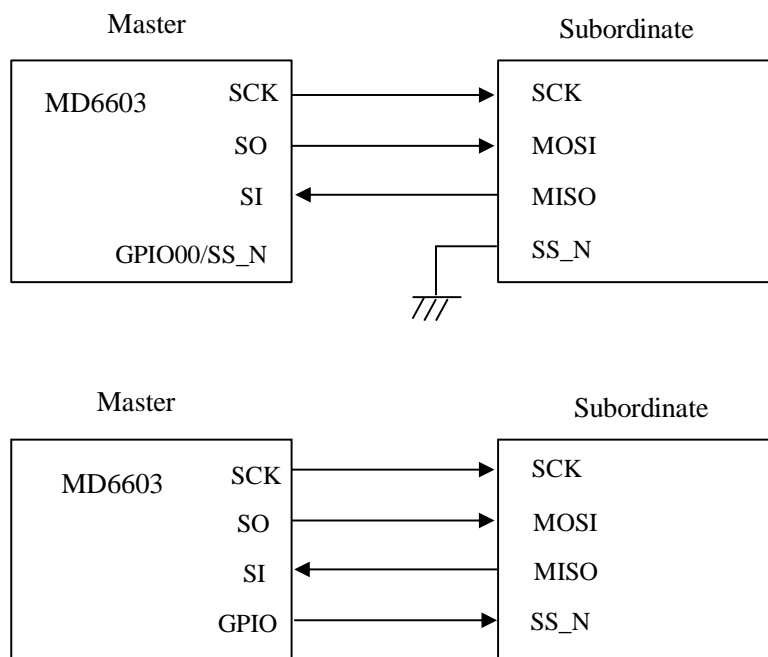 Master
Subordinate
MD6603
SCK
SCK
SO
MOSI
SI
MISO
GPIO00/SS_N
SS_N
Master
Subordinate
MD6603
SCK
SCK
SO
MOSI
SI
MISO
GPIO
SS_N